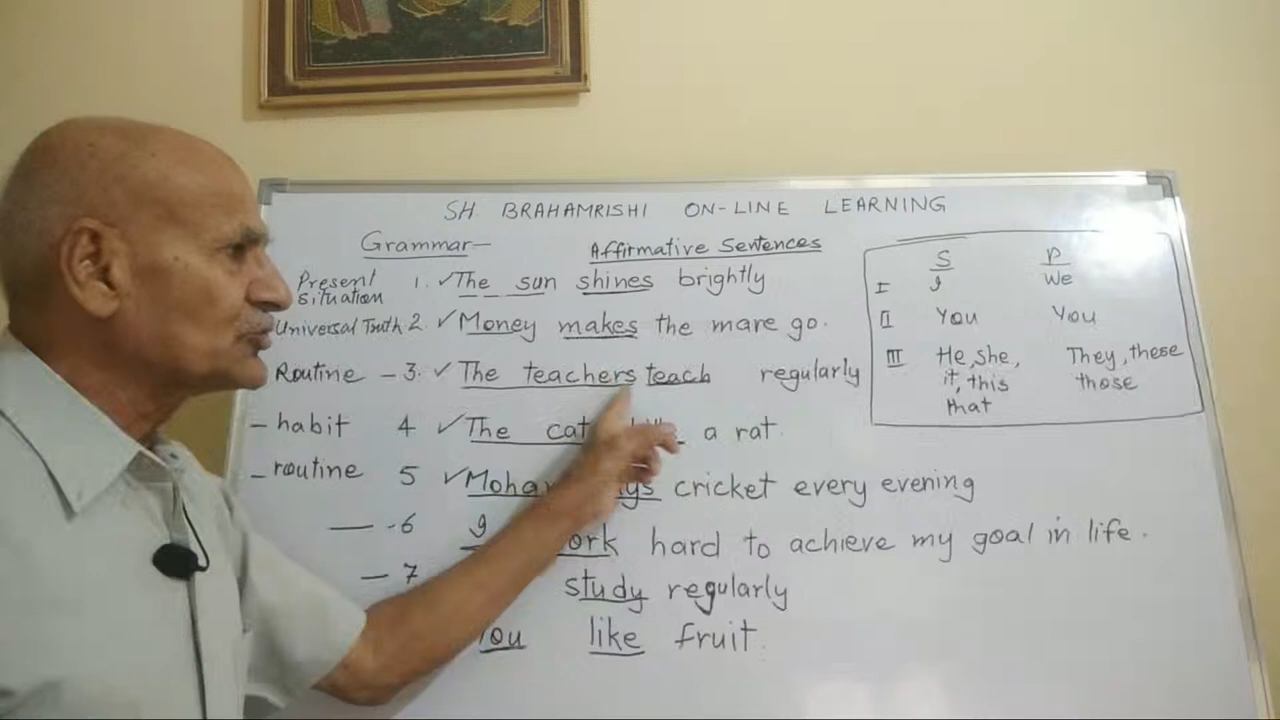 SH BRAHAMRISHI ON-LINE LEARNING
Grammar- Affirmative Sentences
Present Situation 1. ✓The sun shines brightly
Universal Truth 2. ✓Money makes the mare go.
Routine - 3. ✓The teachers teach regularly
- habit 4 ✓The cat a rat.
- routine 5 ✓ cricket every evening
- 6 I hard to achieve my goal in life.
- 7 study regularly
You like fruit.
S P
I I We
II You You
III He, she, They, these
it, this those
that